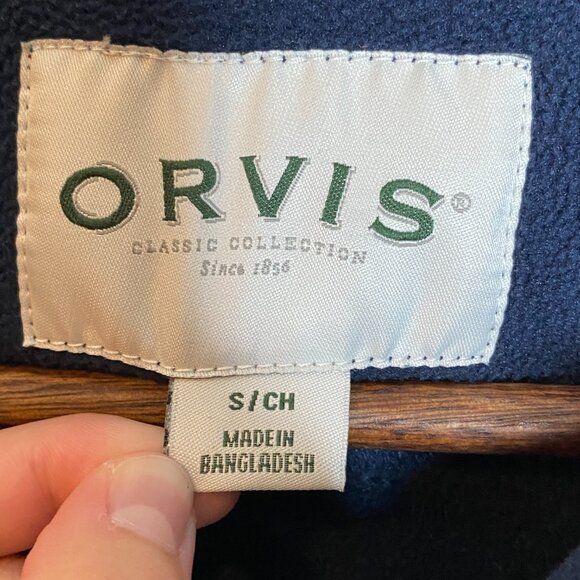 ORVIS®
CLASSIC COLLECTION
Since 1856
S/CH
MADE IN
BANGLADESH